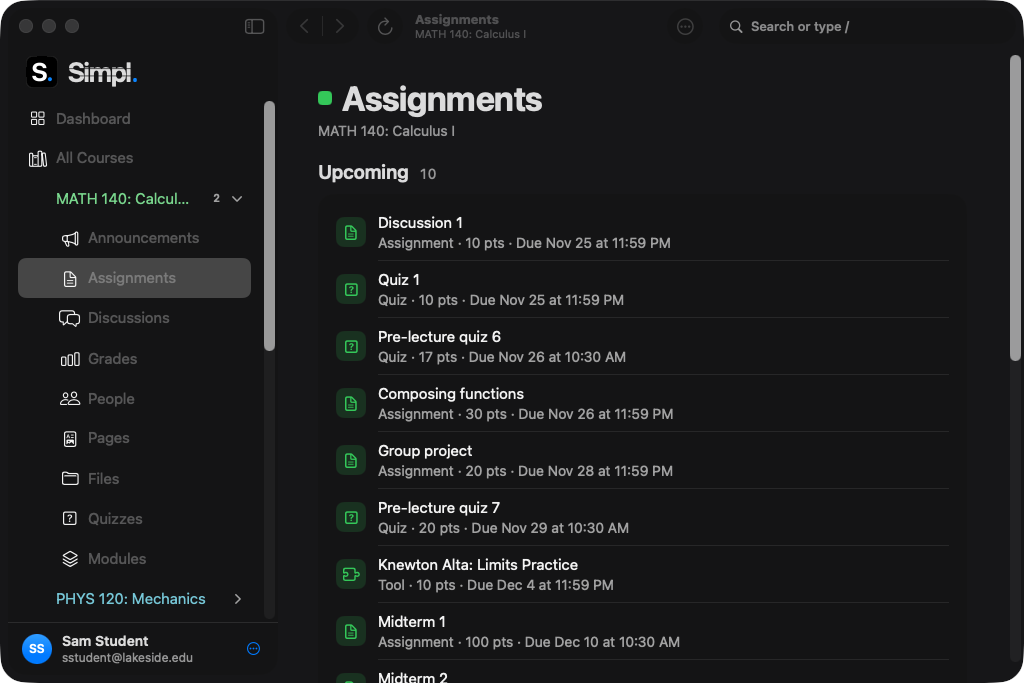 Assignments
MATH 140: Calculus I
Search or type /
S. Simpl.
Dashboard
All Courses
MATH 140: Calcul... 2
Announcements
Assignments
Discussions
Grades
People
Pages
Files
Quizzes
Modules
PHYS 120: Mechanics
SS
Sam Student
sstudent@lakeside.edu
Assignments
MATH 140: Calculus I
Upcoming 10
Discussion 1
Assignment · 10 pts · Due Nov 25 at 11:59 PM
Quiz 1
Quiz · 10 pts · Due Nov 25 at 11:59 PM
Pre-lecture quiz 6
Quiz · 17 pts · Due Nov 26 at 10:30 AM
Composing functions
Assignment · 30 pts · Due Nov 26 at 11:59 PM
Group project
Assignment · 20 pts · Due Nov 28 at 11:59 PM
Pre-lecture quiz 7
Quiz · 20 pts · Due Nov 29 at 10:30 AM
Knewton Alta: Limits Practice
Tool · 10 pts · Due Dec 4 at 11:59 PM
Midterm 1
Assignment · 100 pts · Due Dec 10 at 10:30 AM
Midterm 2